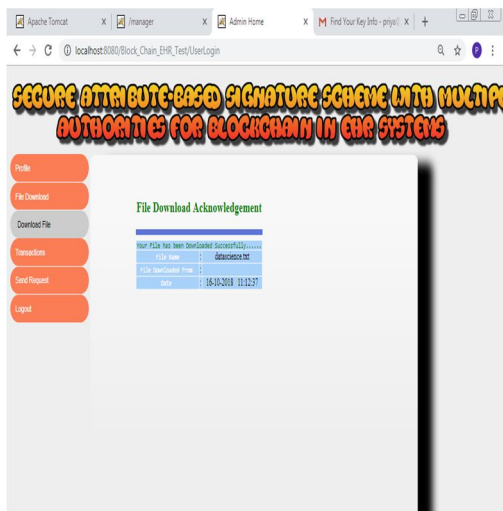 Apache Tomcat
/manager
Admin Home
Find Your Key Info - priya
localhost:8080/Block_Chain_EHR_Test/UserLogin
P
SECURE ATTRIBUTE-BASED SIGNATURE SCHEME WITH MULTIPL
AUTHORITIES FOR BLOCKCHAIN IN EHR SYSTEMS
Profile
File Download
Download File
Transactions
Send Request
Logout
File Download Acknowledgement
Your File has been Downloaded Successfully......
File Name : datascience.txt
File Downloaded From :
Date : 16-10-2018 11:12:37